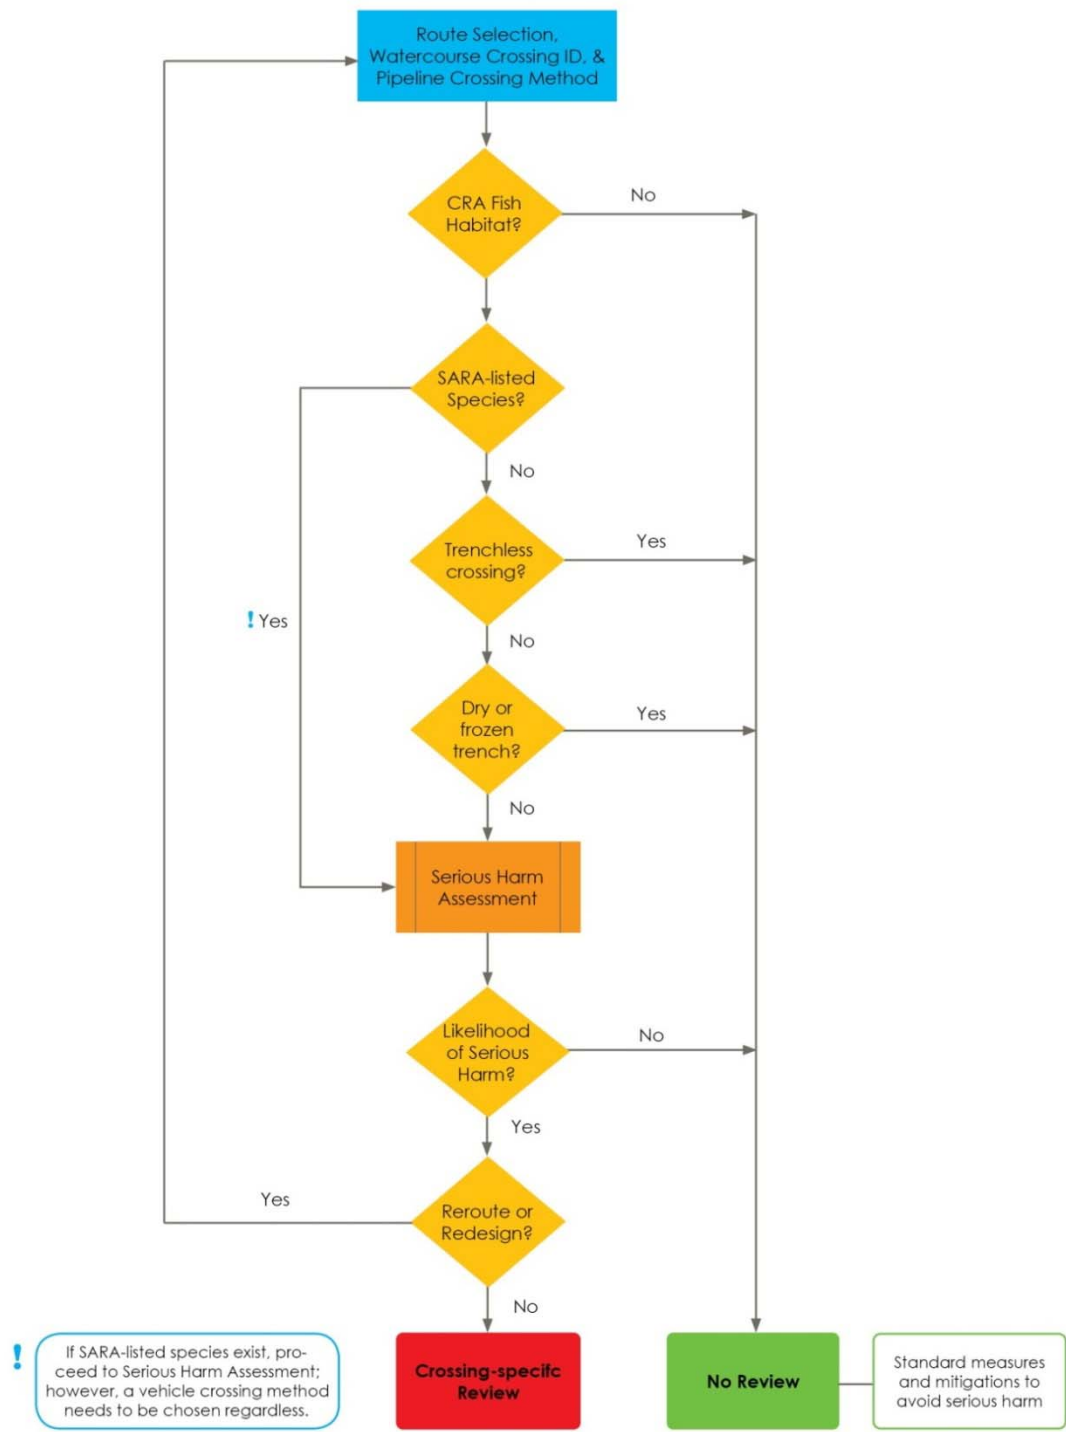 Route Selection,
Watercourse Crossing ID, &
Pipeline Crossing Method
CRA Fish
Habitat?
No
SARA-listed
Species?
No
Trenchless
crossing?
Yes
! Yes
No
Dry or
frozen
trench?
Yes
No
Serious Harm
Assessment
Likelihood
of Serious
Harm?
No
Yes
Reroute or
Redesign?
Yes
No
! If SARA-listed species exist, pro-
ceed to Serious Harm Assessment;
however, a vehicle crossing method
needs to be chosen regardless.
Crossing-specifc
Review
No Review
Standard measures
and mitigations to
avoid serious harm